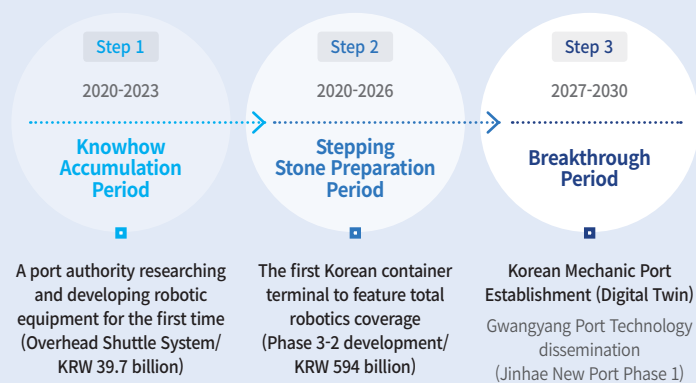 Step 1
2020-2023
Knowhow
Accumulation
Period
A port authority researching
and developing robotic
equipment for the first time
(Overhead Shuttle System/
KRW 39.7 billion)
Step 2
2020-2026
Stepping
Stone Preparation
Period
The first Korean container
terminal to feature total
robotics coverage
(Phase 3-2 development/
KRW 594 billion)
Step 3
2027-2030
Breakthrough
Period
Korean Mechanic Port
Establishment (Digital Twin)
Gwangyang Port Technology
dissemination
(Jinhae New Port Phase 1)